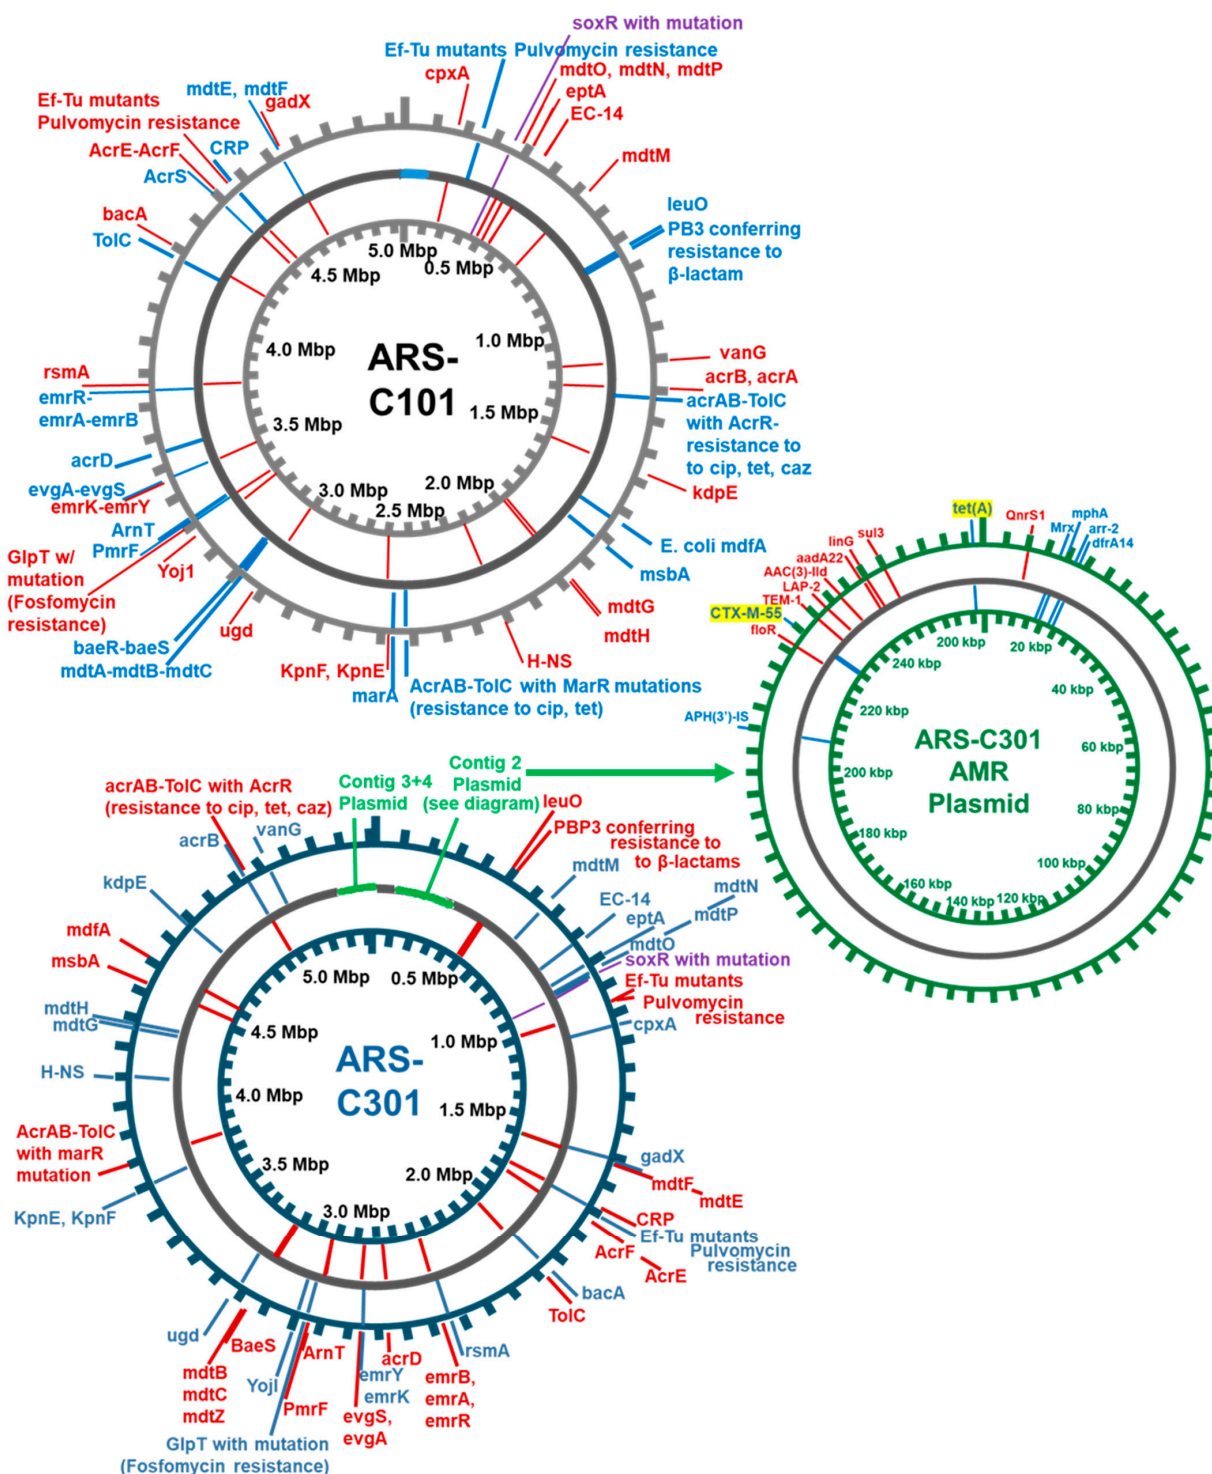 soxR with mutation
Ef-Tu mutants Pulvomycin resistance
cpxA
mdtO, mdtN, mdtP
eptA
EC-14
mdtM
mdtE, mdtF
gadX
Ef-Tu mutants
Pulvomycin resistance
CRP
AcrE-AcrF
AcrS
bacA
TolC
leuO
PB3 conferring
resistance to
β-lactam
5.0 Mbp
0.5 Mbp
4.5 Mbp
1.0 Mbp
4.0 Mbp
ARS-
C101
1.5 Mbp
3.5 Mbp
2.0 Mbp
3.0 Mbp
2.5 Mbp
vanG
acrB, acrA
acrAB-TolC
with AcrR-
resistance to
to cip, tet, caz
kdpE
rsmA
emrR-
emrA-emrB
acrD
evgA-evgS
emrK-emrY
ArnT
PmrF
GlpT w/
mutation
(Fosfomycin
resistance)
Yoj1
baeR-baeS
mdtA-mdtB-mdtC
ugd
E. coli mdfA
msbA
mdtG
mdtH
H-NS
KpnF, KpnE
marA
AcrAB-TolC with MarR mutations
(resistance to cip, tet)
tet(A)
QnrS1
mphA
Mrx
arr-2
dfrA14
sul3
linG
aadA22
AAC(3)-IId
LAP-2
TEM-1
CTX-M-55
floR
APH(3')-IS
200 kbp
20 kbp
240 kbp
40 kbp
220 kbp
60 kbp
ARS-C301
AMR
Plasmid
200 kbp
80 kbp
180 kbp
100 kbp
160 kbp
140 kbp
120 kbp
acrAB-TolC with AcrR
(resistance to cip, tet, caz)
Contig 3+4
Plasmid
Contig 2
Plasmid
(see diagram)
leuO
PBP3 conferring
resistance to
to β-lactams
vanG
acrB
kdpE
mdfA
msbA
mdtH
mdtG
H-NS
AcrAB-TolC
with marR
mutation
KpnE, KpnF
mdtM
EC-14
eptA
mdtN
mdtP
mdtO
soxR with mutation
Ef-Tu mutants
Pulvomycin
resistance
cpxA
5.0 Mbp
0.5 Mbp
4.5 Mbp
1.0 Mbp
ARS-
C301
4.0 Mbp
1.5 Mbp
3.5 Mbp
2.0 Mbp
3.0 Mbp
gadX
mdtF
mdtE
CRP
Ef-Tu mutants
Pulvomycin
resistance
AcrF
AcrE
bacA
TolC
rsmA
emrB,
emrA,
emrR
acrD
emrY
emrK
evgS,
evgA
ArnT
PmrF
YojI
GlpT with mutation
(Fosfomycin resistance)
ugd
BaeS
mdtB
mdtC
mdtZ